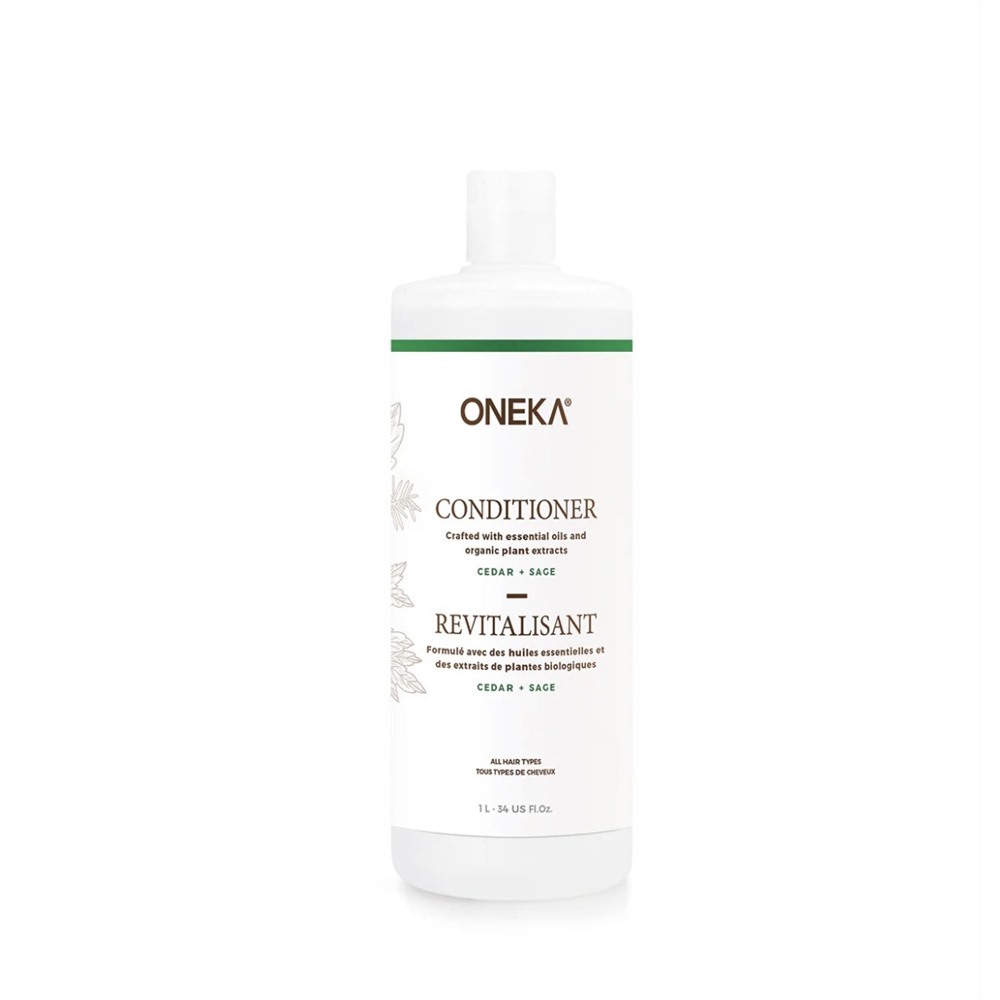 ONEKA®
CONDITIONER
Crafted with essential oils and
organic plant extracts
CEDAR + SAGE
REVITALISANT
Formulé avec des huiles essentielles et
des extraits de plantes biologiques
CEDAR + SAGE
ALL HAIR TYPES
TOUS TYPES DE CHEVEUX
1 L - 34 US Fl.Oz.